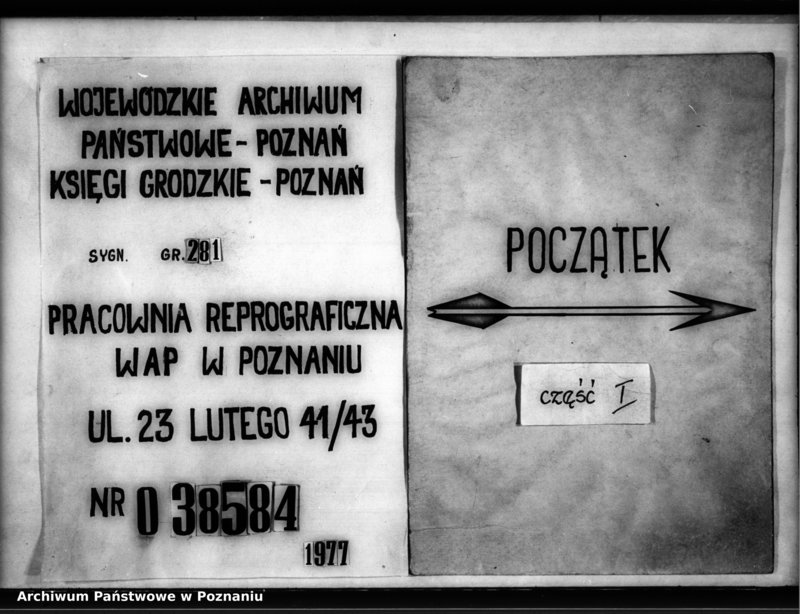 WOJEWÓDZKIE ARCHIWUM
PAŃSTWOWE - POZNAŃ
KSIĘGI GRODZKIE - POZNAŃ
SYGN. GR. 281
PRACOWNIA REPROGRAFICZNA
WAP W POZNANIU
UL. 23 LUTEGO 41/43
NR 0 38584
1977
POCZĄTEK
część I
Archiwum Państwowe w Poznaniu